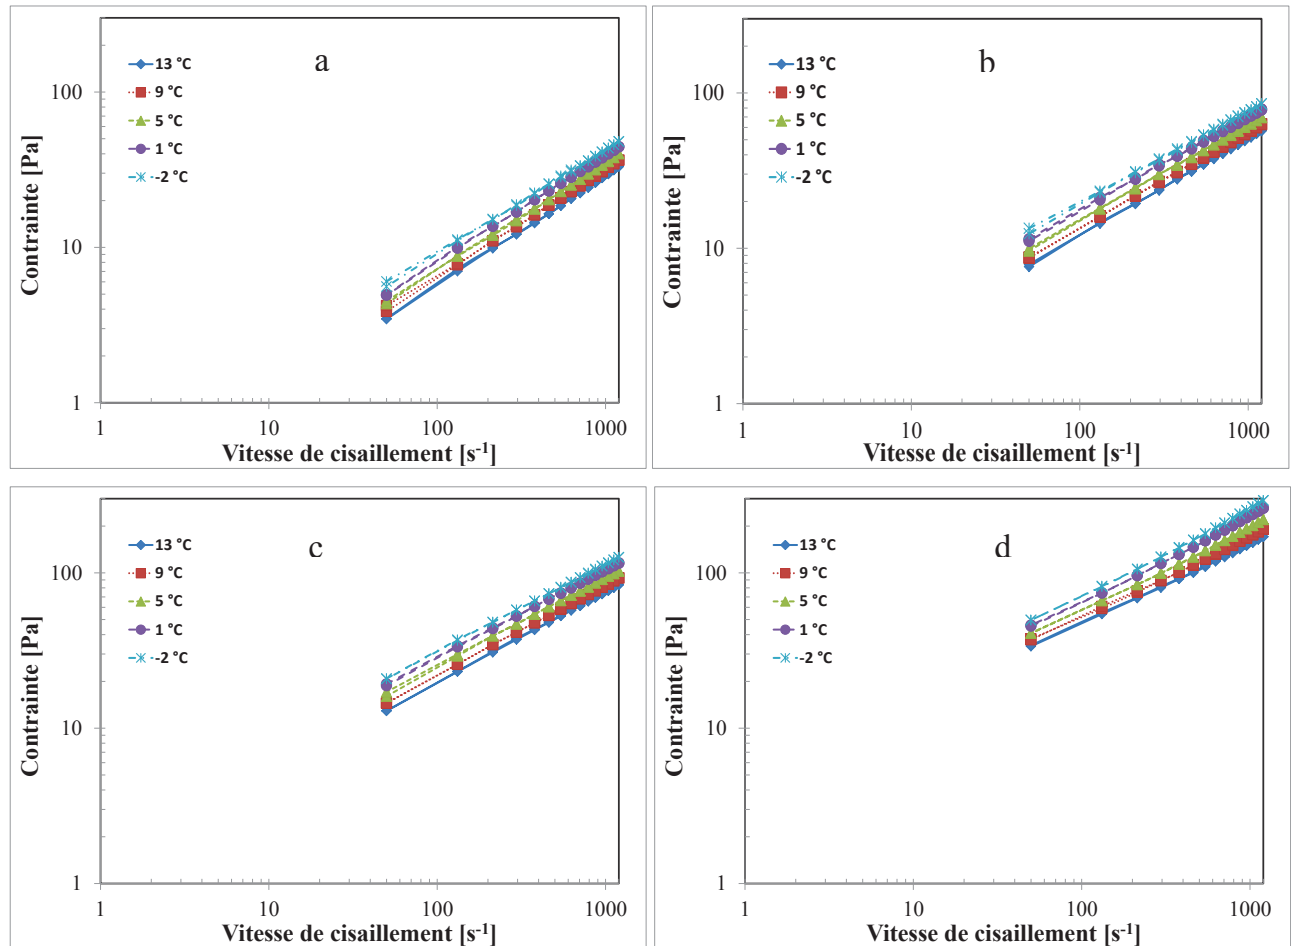 a
13 °C
9 °C
5 °C
1 °C
-2 °C
Contrainte [Pa]
100
10
1
1 10 100 1000
Vitesse de cisaillement [s-1]
b
13 °C
9 °C
5 °C
1 °C
-2 °C
Contrainte [Pa]
100
10
1
1 10 100 1000
Vitesse de cisaillement [s-1]
c
13 °C
9 °C
5 °C
1 °C
-2 °C
Contrainte [Pa]
100
10
1
1 10 100 1000
Vitesse de cisaillement [s-1]
d
13 °C
9 °C
5 °C
1 °C
-2 °C
Contrainte [Pa]
100
10
1
1 10 100 1000
Vitesse de cisaillement [s-1]